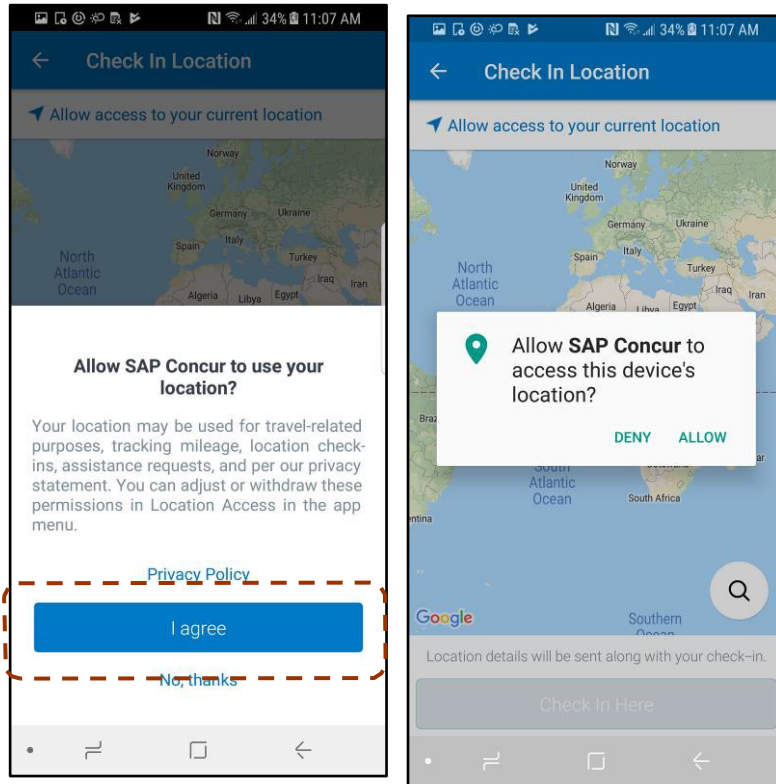 34% 11:07 AM
Check In Location
Allow access to your current location
Norway
United
Kingdom
Germany Ukraine
Spain Italy
Turkey
North
Atlantic
Ocean
Iraq Iran
Algeria Libya Egypt
Allow SAP Concur to use your
location?
Your location may be used for travel-related
purposes, tracking mileage, location check-
ins, assistance requests, and per our privacy
statement. You can adjust or withdraw these
permissions in Location Access in the app
menu.
Privacy Policy
I agree
No, thanks
34% 11:07 AM
Check In Location
Allow access to your current location
Norway
United
Kingdom
Germany Ukraine
Spain Italy
Turkey
North
Atlantic
Ocean
Iraq Iran
Algeria Libya Egypt
Allow SAP Concur to
access this device's
location?
DENY ALLOW
Braz
ar
South
Atlantic
Ocean
Botswana
South Africa
entina
Google
Southern
Ocean
Location details will be sent along with your check-in.
Check In Here